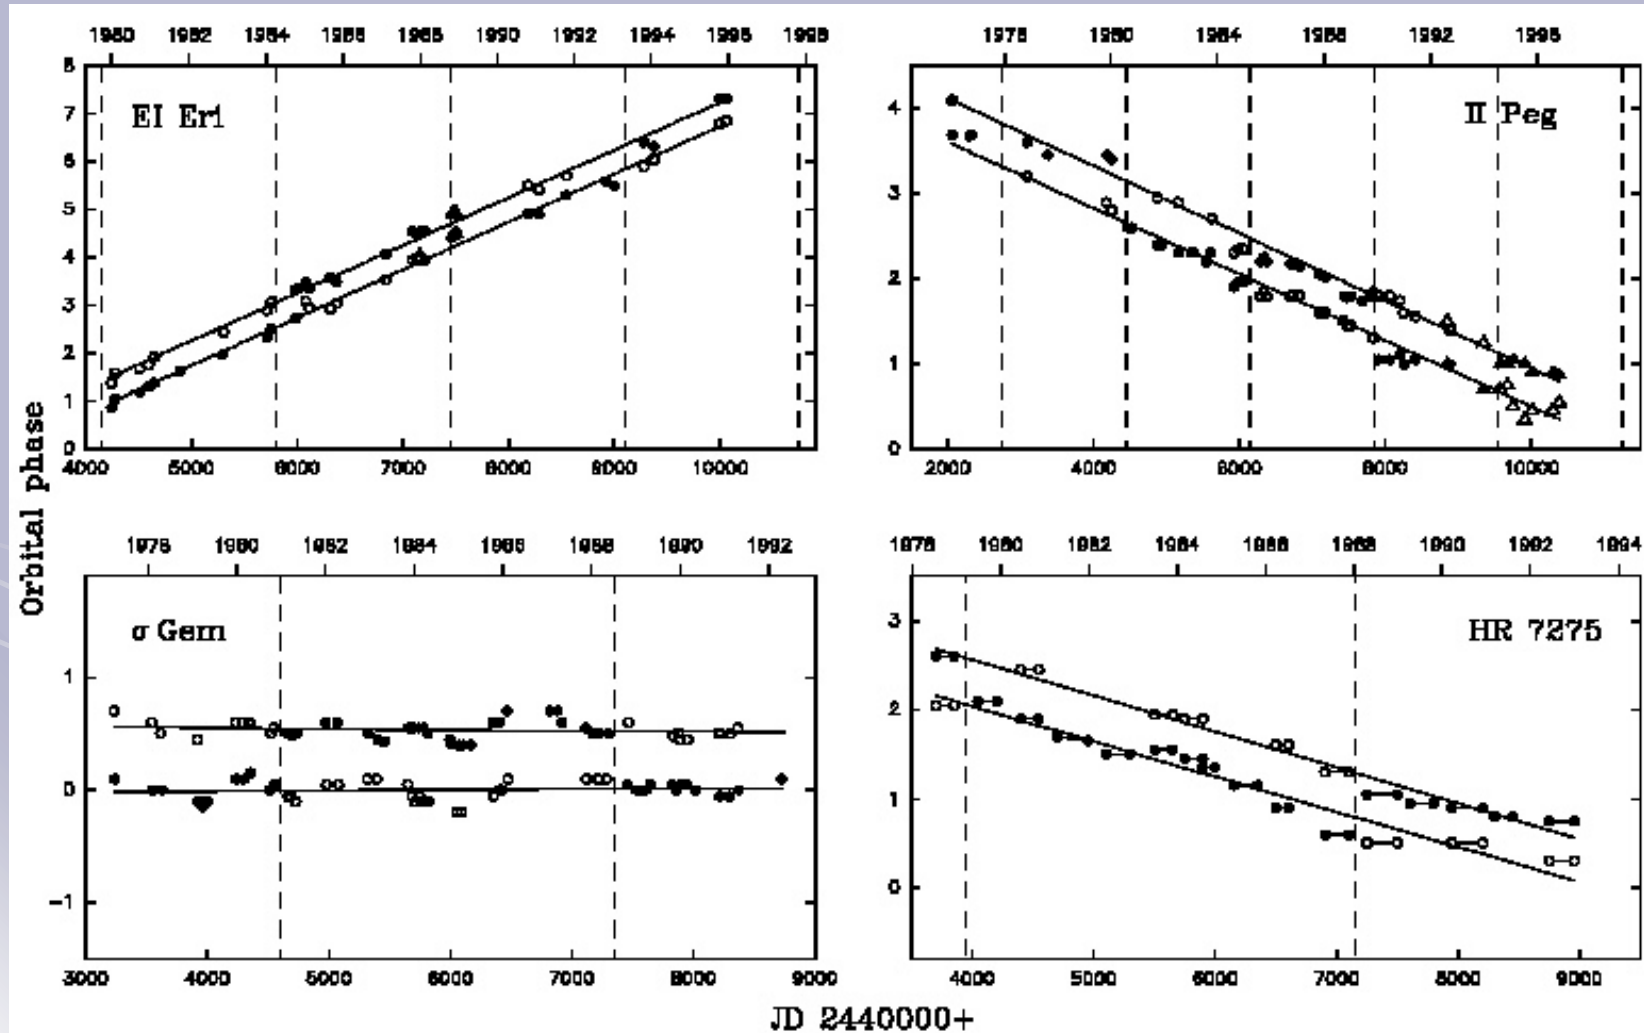 1980 1982 1984 1986 1988 1990 1992 1994 1996 1998
8
7
6
5
4
3
2
1
0
EI Eri
4000 5000 6000 7000 8000 9000 10000
1976 1980 1984 1988 1992 1996
4
3
2
1
0
II Peg
2000 4000 6000 8000 10000
Orbital phase
1978 1980 1982 1984 1986 1988 1990 1992
1
0
-1
σ Gem
3000 4000 5000 6000 7000 8000 9000
1978 1980 1982 1984 1986 1988 1990 1992 1994
3
2
1
0
HR 7275
4000 5000 6000 7000 8000 9000
JD 2440000+